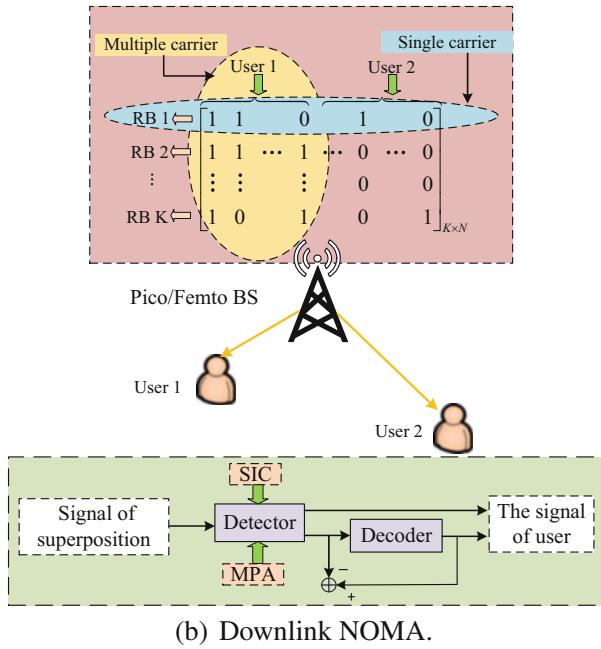 Multiple carrier
Single carrier
User 1
User 2
RB 1 1 1 0 1 0
RB 2 1 1 ··· 1 ··· 0 ··· 0
⋮ ⋮ ⋮ ⋮ 0 0
RB K 1 0 1 0 1
K×N
Pico/Femto BS
User 1
User 2
SIC
Signal of
superposition
Detector
Decoder
The signal
of user
MPA
−
+
(b) Downlink NOMA.